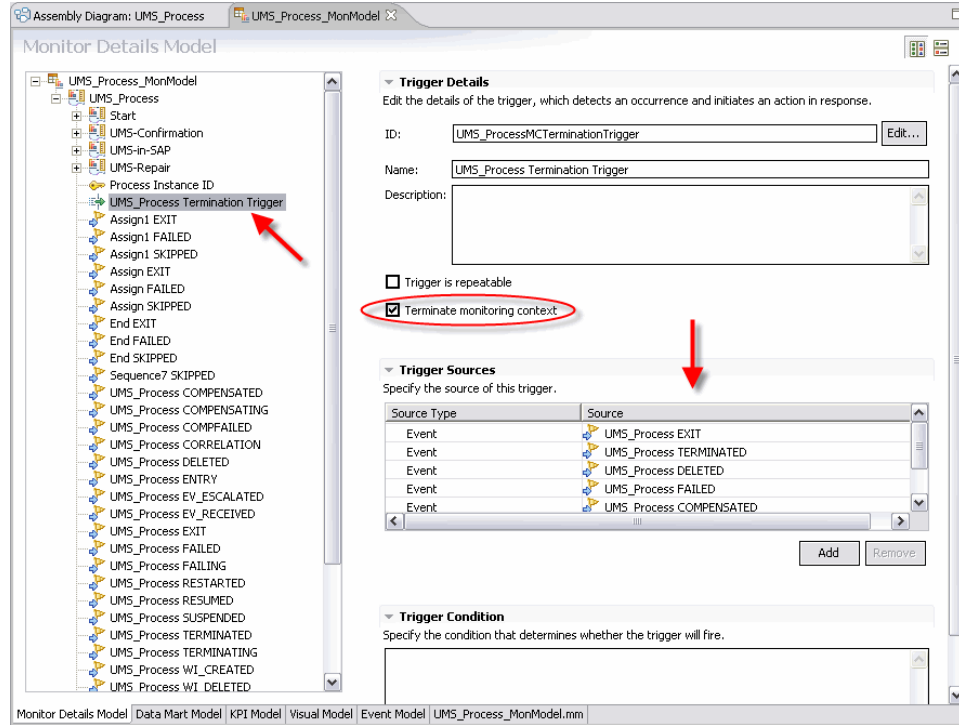 Assembly Diagram: UMS_Process
UMS_Process_MonModel
Monitor Details Model
UMS_Process_MonModel
UMS_Process
Start
UMS-Confirmation
UMS-in-SAP
UMS-Repair
Process Instance ID
UMS_Process Termination Trigger
Assign1 EXIT
Assign1 FAILED
Assign1 SKIPPED
Assign EXIT
Assign FAILED
Assign SKIPPED
End EXIT
End FAILED
End SKIPPED
Sequence7 SKIPPED
UMS_Process COMPENSATED
UMS_Process COMPENSATING
UMS_Process COMPFAILED
UMS_Process CORRELATION
UMS_Process DELETED
UMS_Process ENTRY
UMS_Process EV_ESCALATED
UMS_Process EV_RECEIVED
UMS_Process EXIT
UMS_Process FAILED
UMS_Process FAILING
UMS_Process RESTARTED
UMS_Process RESUMED
UMS_Process SUSPENDED
UMS_Process TERMINATED
UMS_Process TERMINATING
UMS_Process WI_CREATED
UMS_Process WI_DELETED
Trigger Details
Edit the details of the trigger, which detects an occurrence and initiates an action in response.
ID: UMS_ProcessMCTerminationTrigger Edit...
Name: UMS_Process Termination Trigger
Description:
Trigger is repeatable
Terminate monitoring context
Trigger Sources
Specify the source of this trigger.
Source Type Source
Event UMS_Process EXIT
Event UMS_Process TERMINATED
Event UMS_Process DELETED
Event UMS_Process FAILED
Event UMS_Process COMPENSATED
Add Remove
Trigger Condition
Specify the condition that determines whether the trigger will fire.
Monitor Details Model Data Mart Model KPI Model Visual Model Event Model UMS_Process_MonModel.mm